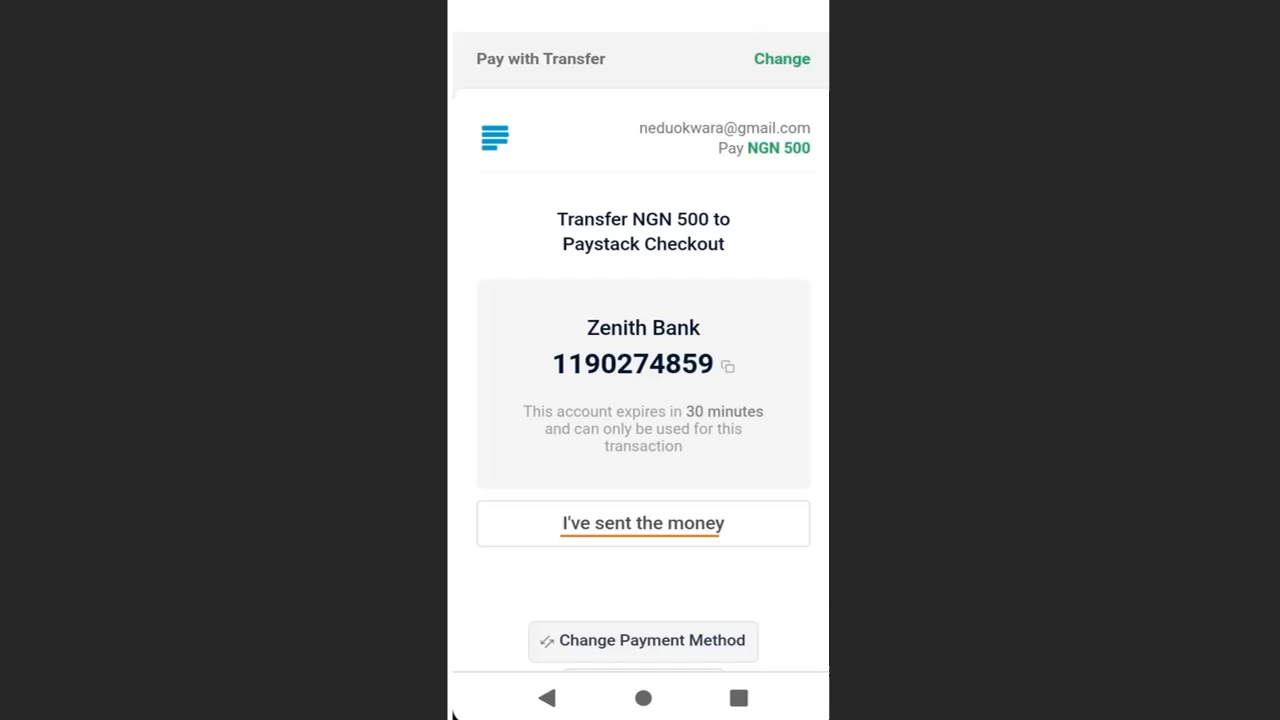 Pay with Transfer
Change
neduokwara@gmail.com
Pay NGN 500
Transfer NGN 500 to
Paystack Checkout
Zenith Bank
1190274859
This account expires in 30 minutes
and can only be used for this
transaction
I've sent the money
Change Payment Method